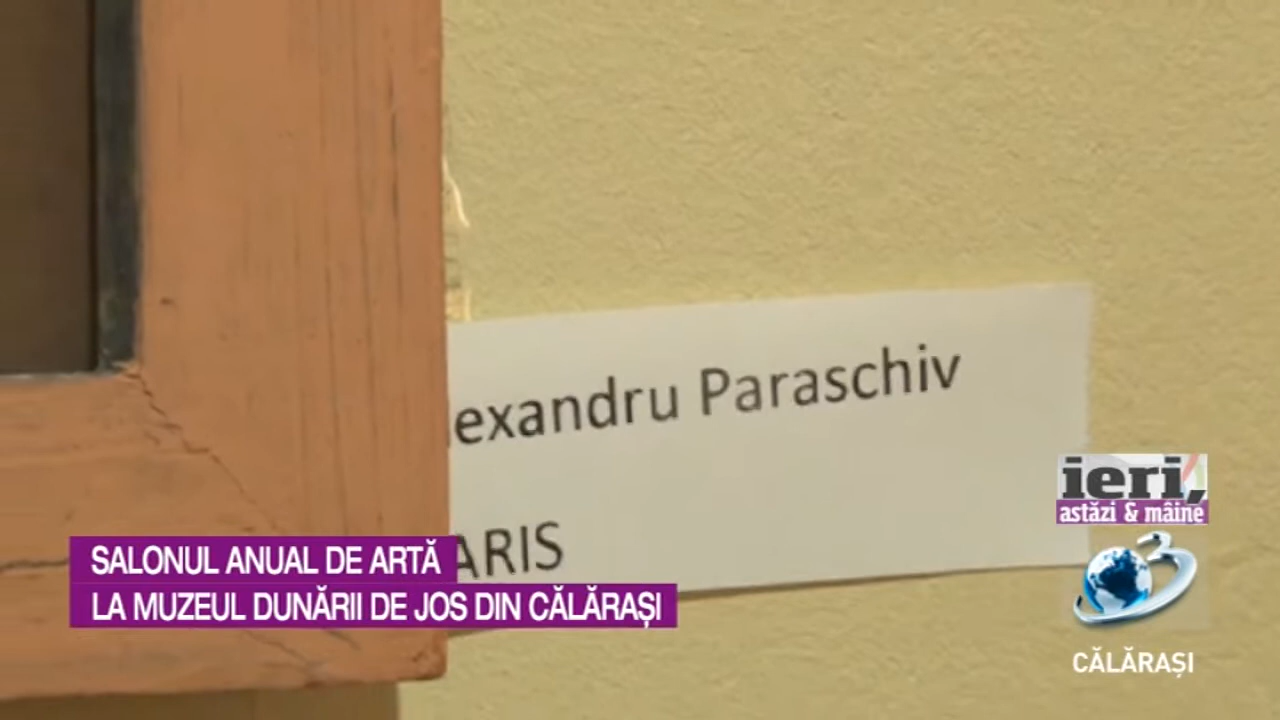 lexandru Paraschiv
ARIS
SALONUL ANUAL DE ARTĂ
LA MUZEUL DUNĂRII DE JOS DIN CĂLĂRAȘI
ieri,
astăzi & mâine
3
CĂLĂRAȘI